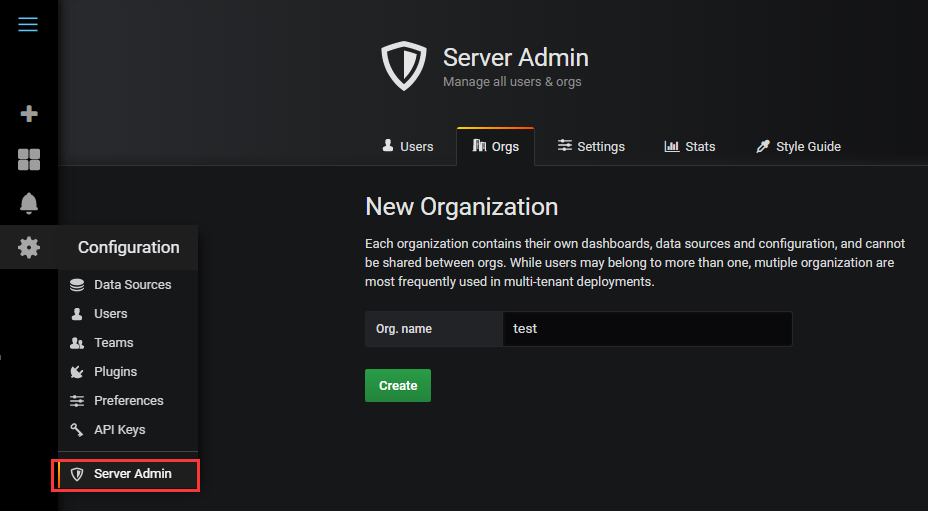 Server Admin
Manage all users & orgs
Users
Orgs
Settings
Stats
Style Guide
New Organization
Each organization contains their own dashboards, data sources and configuration, and cannot
be shared between orgs. While users may belong to more than one, mutiple organization are
most frequently used in multi-tenant deployments.
Org. name
test
Create
Configuration
Data Sources
Users
Teams
Plugins
Preferences
API Keys
Server Admin